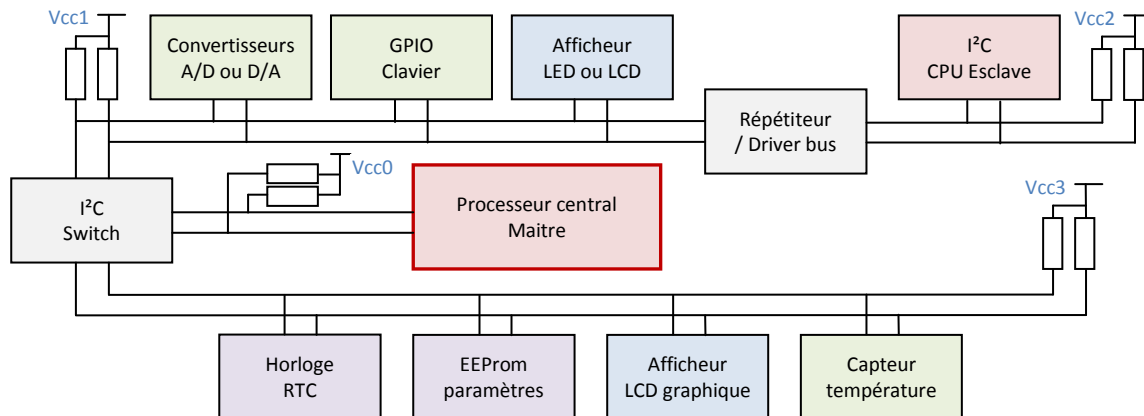 Vcc1
Convertisseurs
A/D ou D/A
GPIO
Clavier
Afficheur
LED ou LCD
I²C
CPU Esclave
Vcc2
Répétiteur
/ Driver bus
Vcc0
I²C
Switch
Processeur central
Maitre
Vcc3
Horloge
RTC
EEProm
paramètres
Afficheur
LCD graphique
Capteur
température